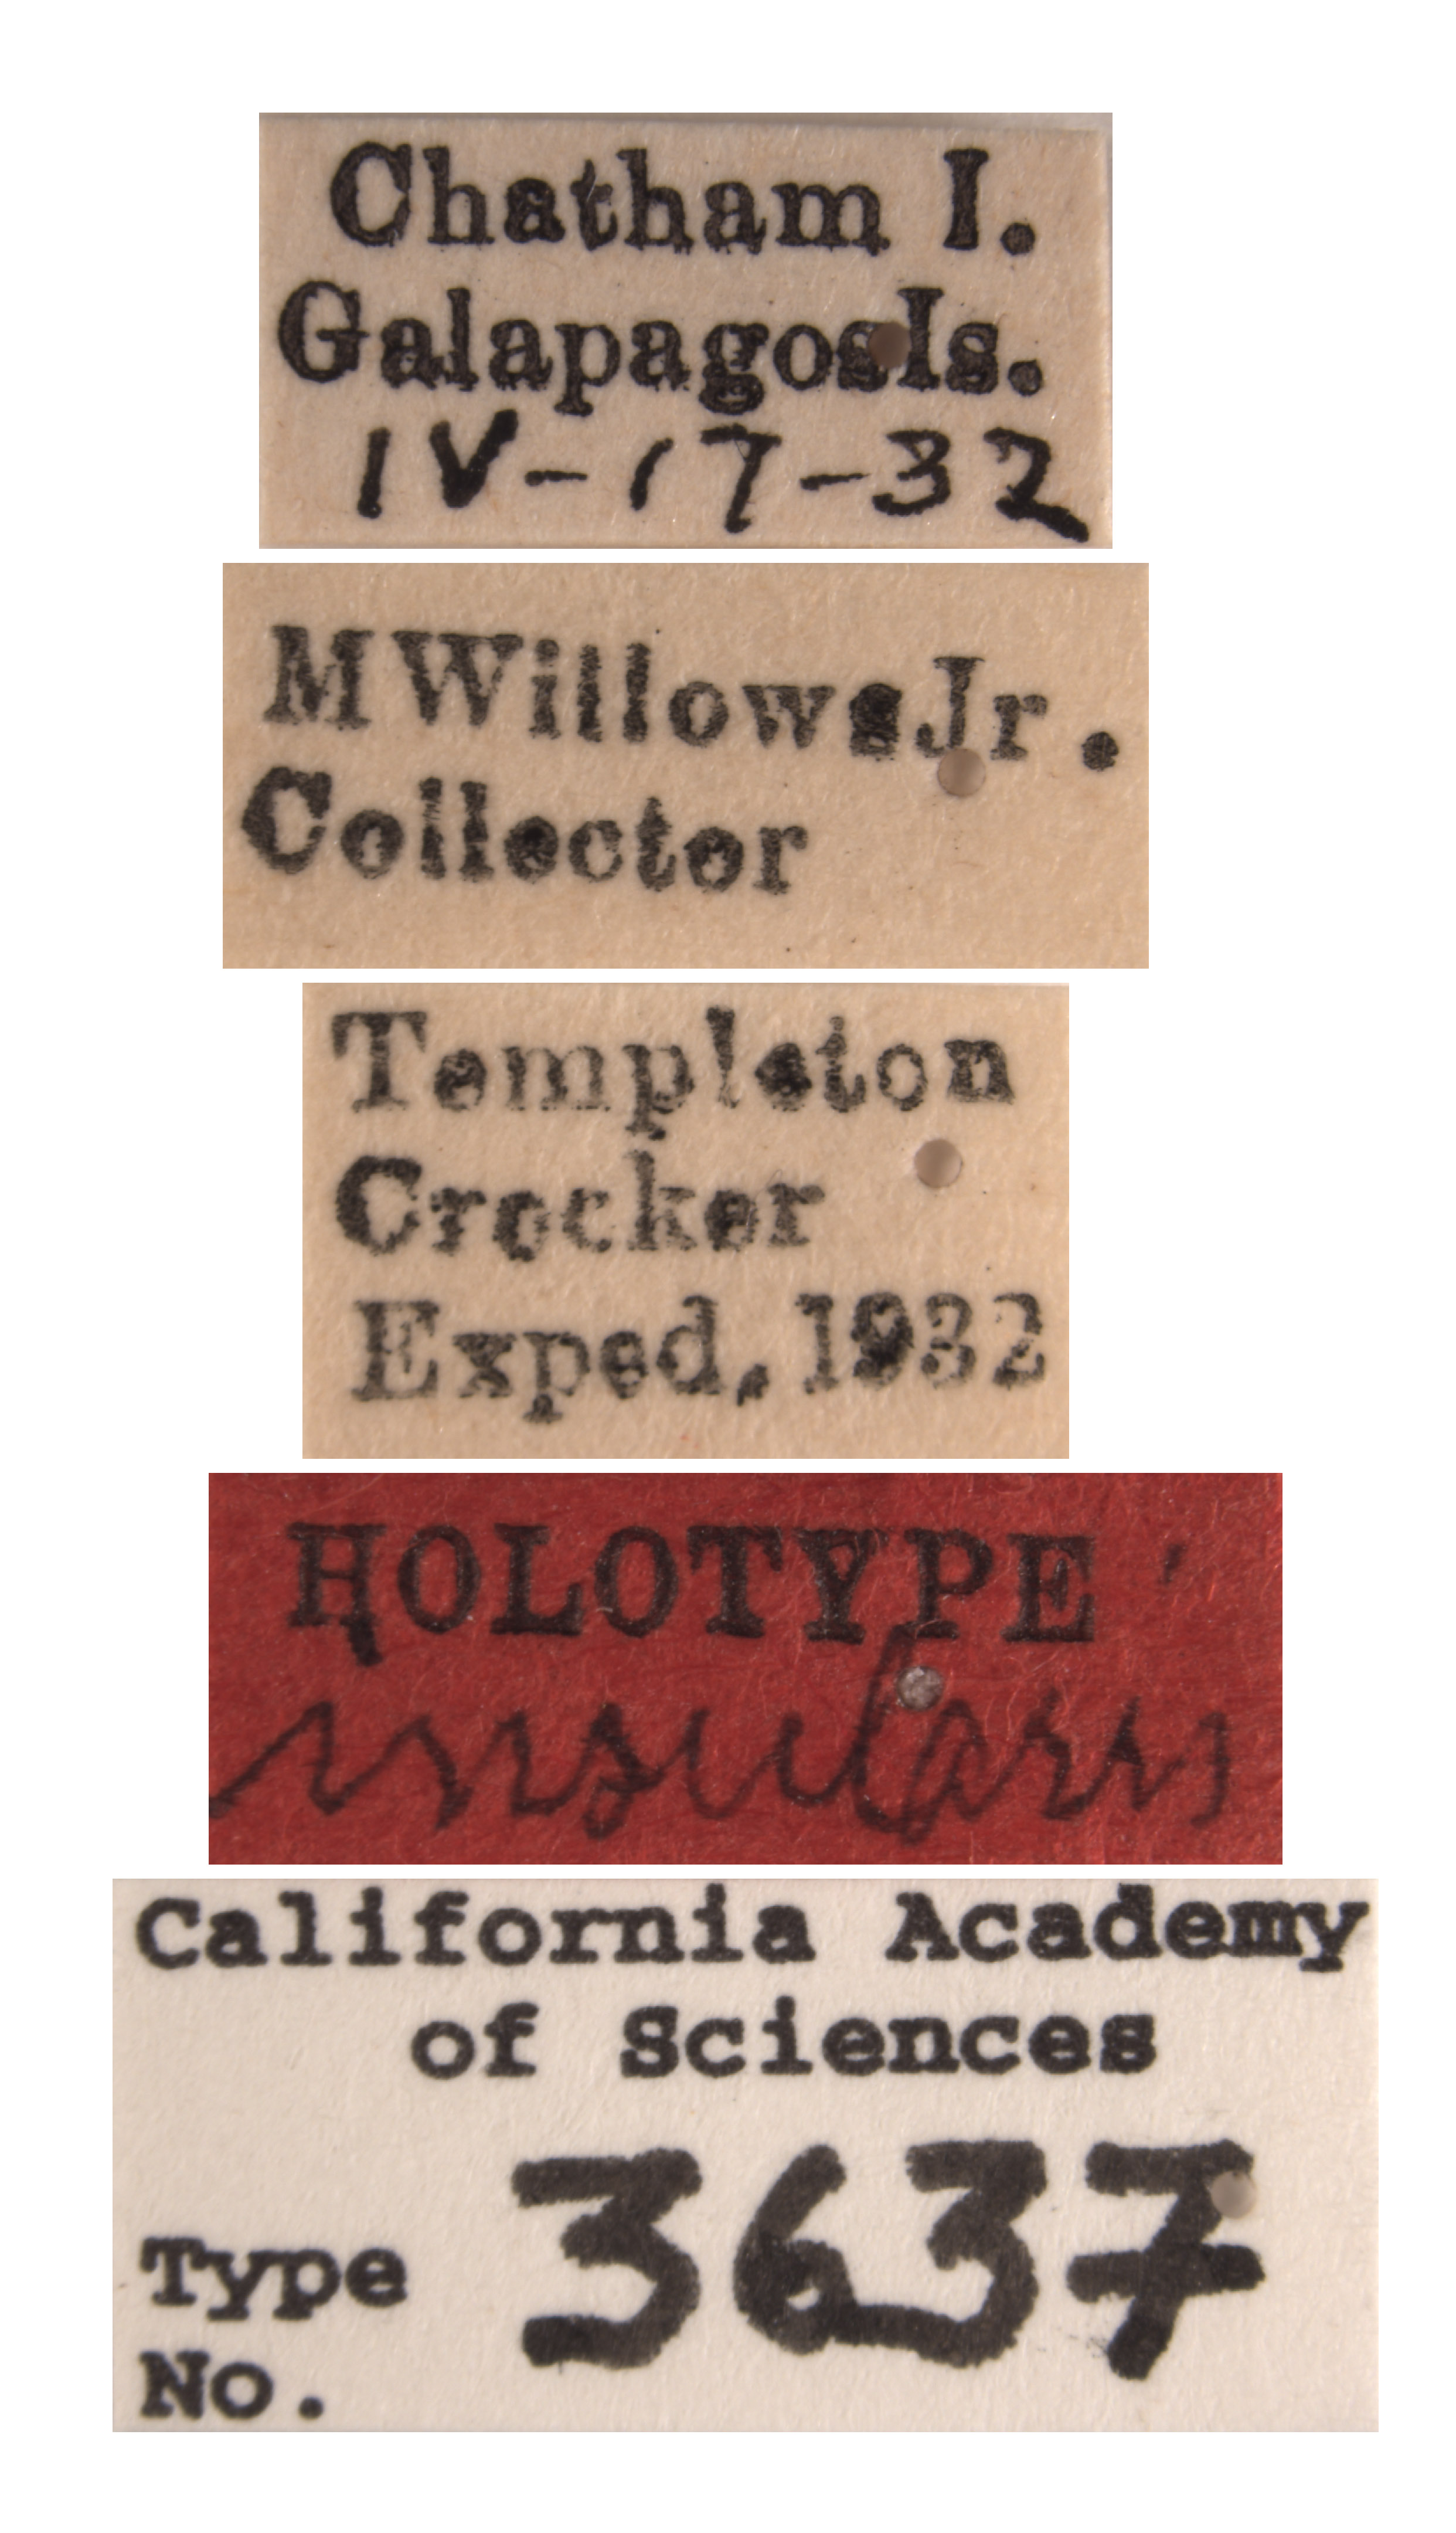 Chatham I.
Galapagos Is.
IV-17-32
M Willows Jr.
Collector
Templeton
Crocker
Exped, 1932
HOLOTYPE
insularis
California Academy
of Sciences
Type
No. 3637